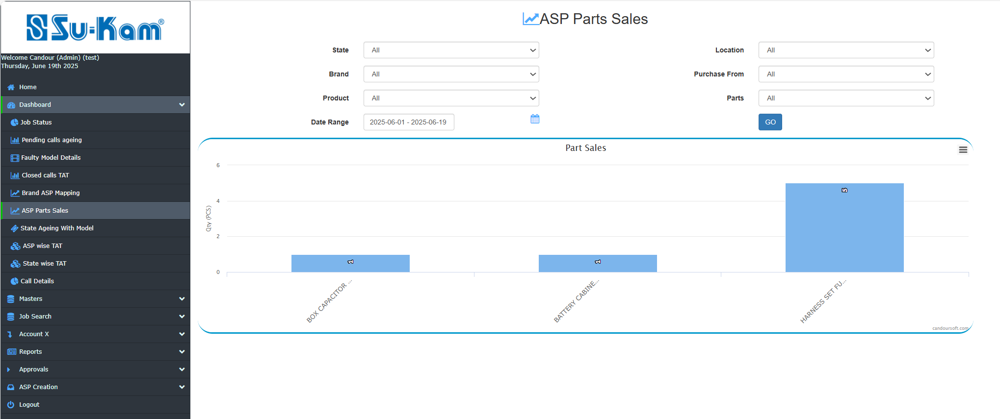 Su-Kam®
Welcome Candour (Admin) (test)
Thursday, June 19th 2025
Home
Dashboard
Job Status
Pending calls ageing
Faulty Model Details
Closed calls TAT
Brand ASP Mapping
ASP Parts Sales
State Ageing With Model
ASP wise TAT
State wise TAT
Call Details
Masters
Job Search
Account X
Reports
Approvals
ASP Creation
Logout
ASP Parts Sales
State All Location All
Brand All Purchase From All
Product All Parts All
Date Range 2025-06-01 - 2025-06-19 GO
Part Sales
Qty (PCS)
6
4
2
0
1
1
5
BOX CAPACITOR ...
BATTERY CABINE...
HARNESS SET FU...
candoursoft.com